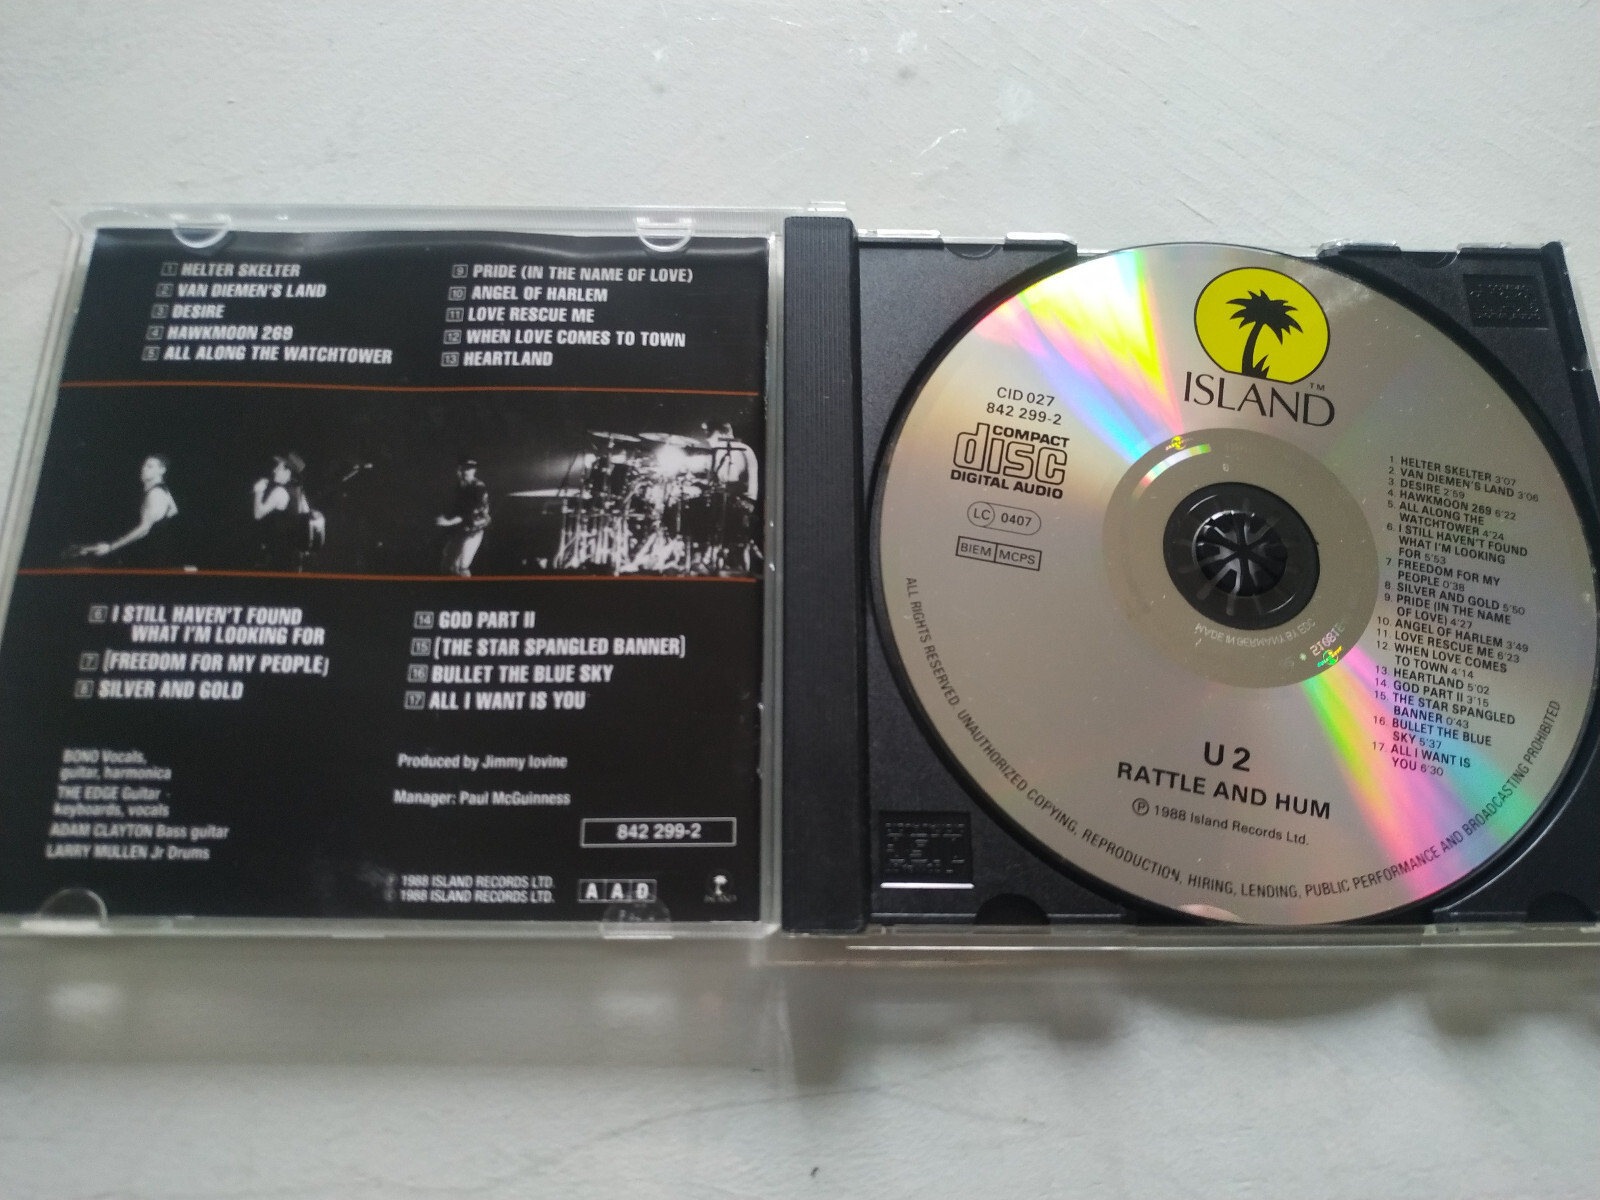 1 HELTER SKELTER
2 VAN DIEMEN'S LAND
3 DESIRE
4 HAWKMOON 269
5 ALL ALONG THE WATCHTOWER
9 PRIDE (IN THE NAME OF LOVE)
10 ANGEL OF HARLEM
11 LOVE RESCUE ME
12 WHEN LOVE COMES TO TOWN
13 HEARTLAND
6 I STILL HAVEN'T FOUND
WHAT I'M LOOKING FOR
7 (FREEDOM FOR MY PEOPLE)
8 SILVER AND GOLD
14 GOD PART II
15 (THE STAR SPANGLED BANNER)
16 BULLET THE BLUE SKY
17 ALL I WANT IS YOU
BONO Vocals,
guitar, harmonica
THE EDGE Guitar
keyboards, vocals
ADAM CLAYTON Bass guitar
LARRY MULLEN Jr Drums
Produced by Jimmy Iovine
Manager: Paul McGuinness
842 299-2
℗ 1988 ISLAND RECORDS LTD.
© 1988 ISLAND RECORDS LTD.
A A D
ISLAND™
CID 027
842 299-2
COMPACT
disc
DIGITAL AUDIO
LC 0407
BIEM MCPS
1 HELTER SKELTER 3'07
2 VAN DIEMEN'S LAND 3'06
3 DESIRE 2'59
4. HAWKMOON 269 6'22
5. ALL ALONG THE
WATCHTOWER 4'24
6. I STILL HAVEN'T FOUND
WHAT I'M LOOKING
FOR 5'53
7 FREEDOM FOR MY
PEOPLE 0'38
8 SILVER AND GOLD 5'50
9. PRIDE (IN THE NAME
OF LOVE) 4'27
10. ANGEL OF HARLEM 3'49
11. LOVE RESCUE ME 6'23
12. WHEN LOVE COMES
TO TOWN 4'14
13. HEARTLAND 5'02
14. GOD PART II 3'15
15. THE STAR SPANGLED
BANNER 0'43
16. BULLET THE BLUE
SKY 5'37
17. ALL I WANT IS
YOU 6'30
U2
RATTLE AND HUM
℗ 1988 Island Records Ltd.
ALL RIGHTS RESERVED. UNAUTHORIZED COPYING, REPRODUCTION, HIRING, LENDING, PUBLIC PERFORMANCE AND BROADCASTING PROHIBITED